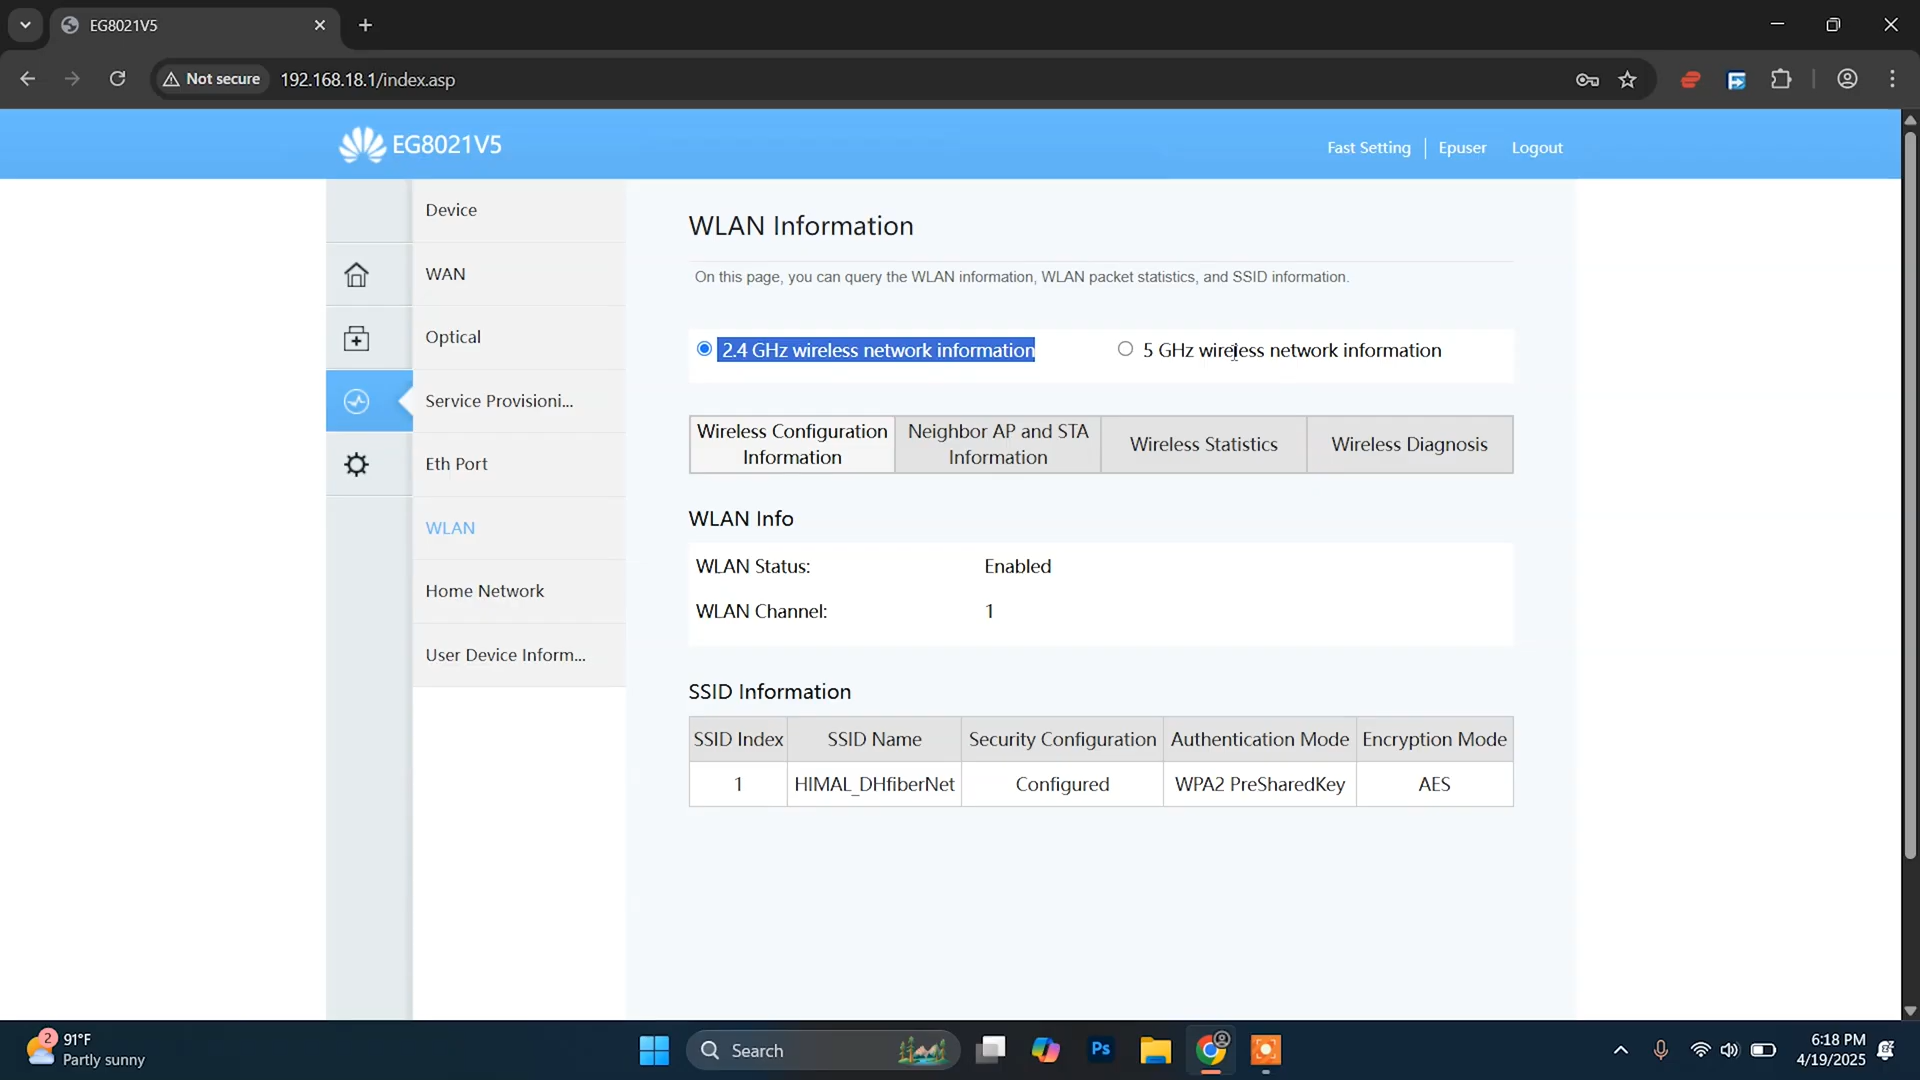 EG8021V5
Not secure 192.168.18.1/index.asp
EG8021V5
Fast Setting Epuser Logout
Device
WAN
Optical
Service Provisioni...
Eth Port
WLAN
Home Network
User Device Inform...
WLAN Information
On this page, you can query the WLAN information, WLAN packet statistics, and SSID information.
2.4 GHz wireless network information 5 GHz wireless network information
Wireless Configuration Information
Neighbor AP and STA Information
Wireless Statistics
Wireless Diagnosis
WLAN Info
WLAN Status: Enabled
WLAN Channel: 1
SSID Information
SSID Index SSID Name Security Configuration Authentication Mode Encryption Mode
1 HIMAL_DHfiberNet Configured WPA2 PreSharedKey AES
2
91°F
Partly sunny
Search
Ps
6:18 PM
4/19/2025